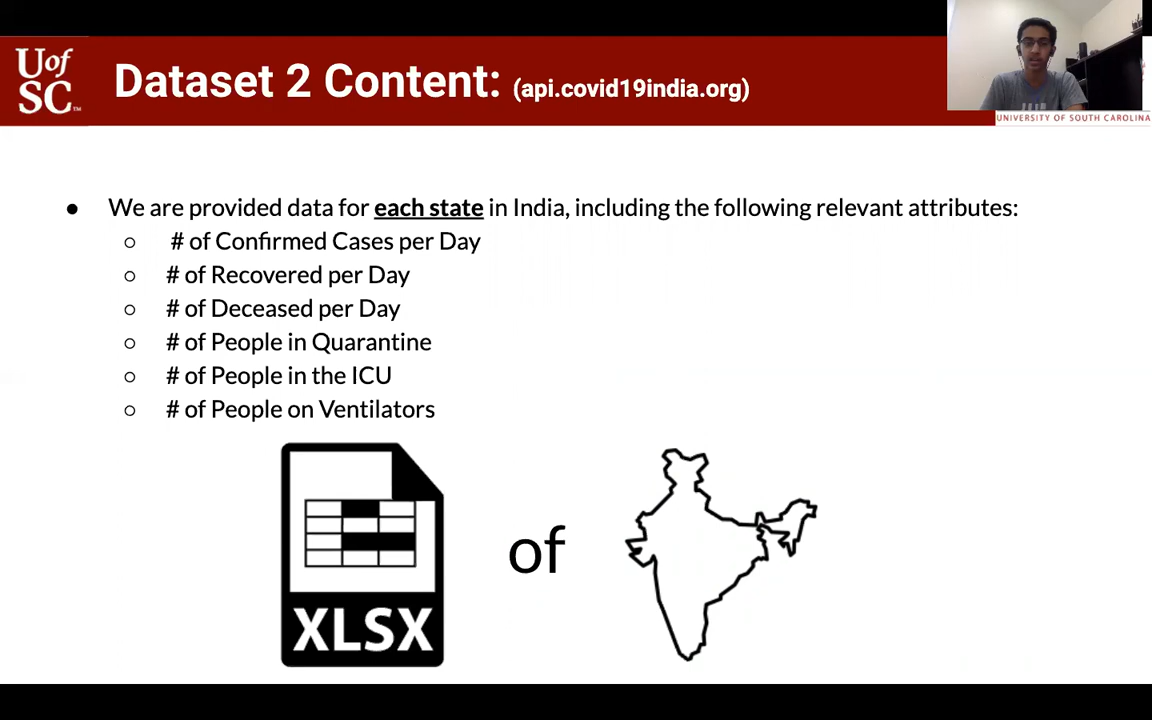 Uof
SC™
Dataset 2 Content: (api.covid19india.org)
UNIVERSITY OF SOUTH CAROLINA
● We are provided data for each state in India, including the following relevant attributes:
○ # of Confirmed Cases per Day
○ # of Recovered per Day
○ # of Deceased per Day
○ # of People in Quarantine
○ # of People in the ICU
○ # of People on Ventilators
XLSX
of